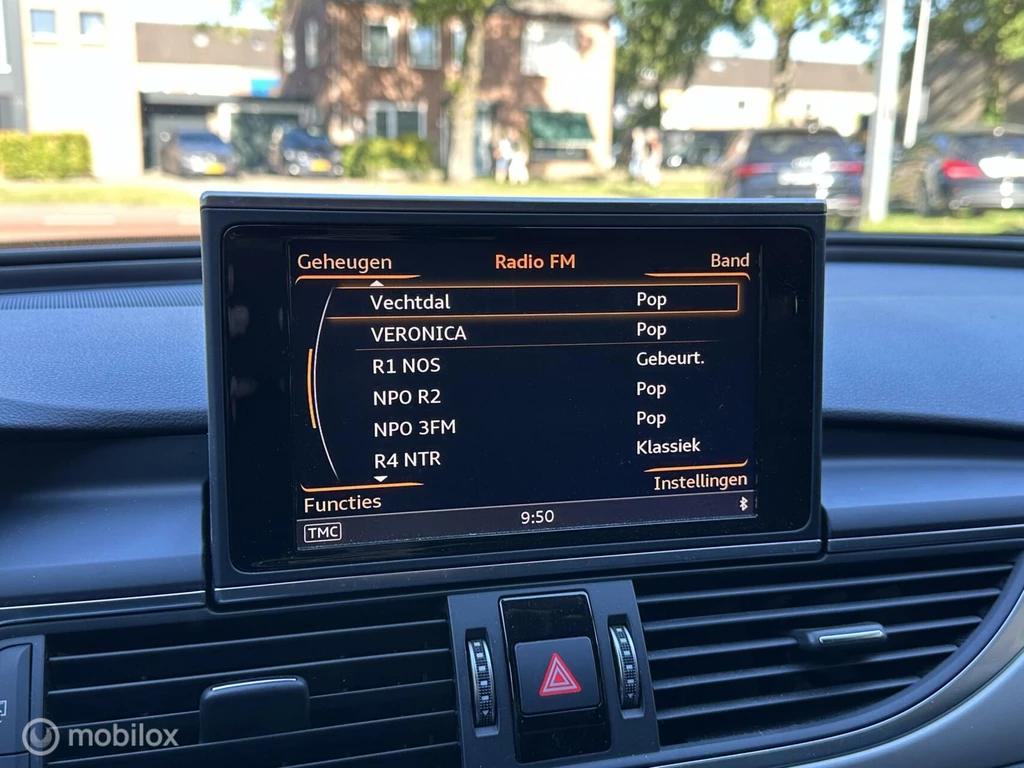 Geheugen Radio FM Band
Vechtdal Pop
VERONICA Pop
R1 NOS Gebeurt.
NPO R2 Pop
NPO 3FM Pop
R4 NTR Klassiek
Functies Instellingen
TMC 9:50
mobilox